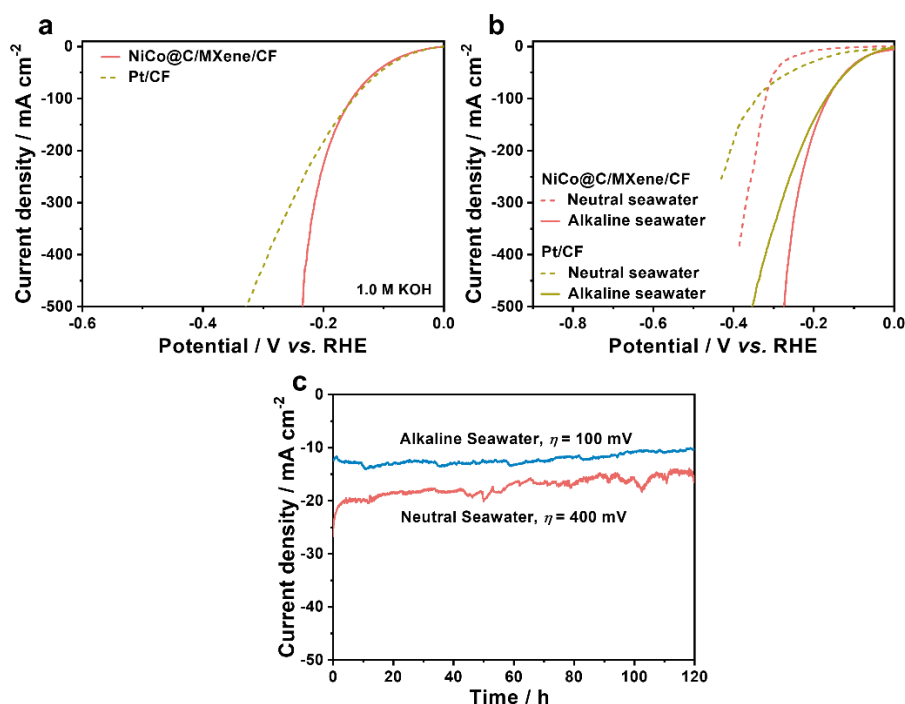 a
NiCo@C/MXene/CF
Pt/CF
0
-100
-200
-300
-400
-500
-0.6
-0.4
-0.2
0.0
1.0 M KOH
Current density / mA cm⁻²
Potential / V vs. RHE
b
0
-100
-200
-300
-400
-500
-0.8
-0.6
-0.4
-0.2
0.0
NiCo@C/MXene/CF
Neutral seawater
Alkaline seawater
Pt/CF
Neutral seawater
Alkaline seawater
Current density / mA cm⁻²
Potential / V vs. RHE
c
0
-10
-20
-30
-40
-50
0
20
40
60
80
100
120
Alkaline Seawater, η = 100 mV
Neutral Seawater, η = 400 mV
Current density / mA cm⁻²
Time / h